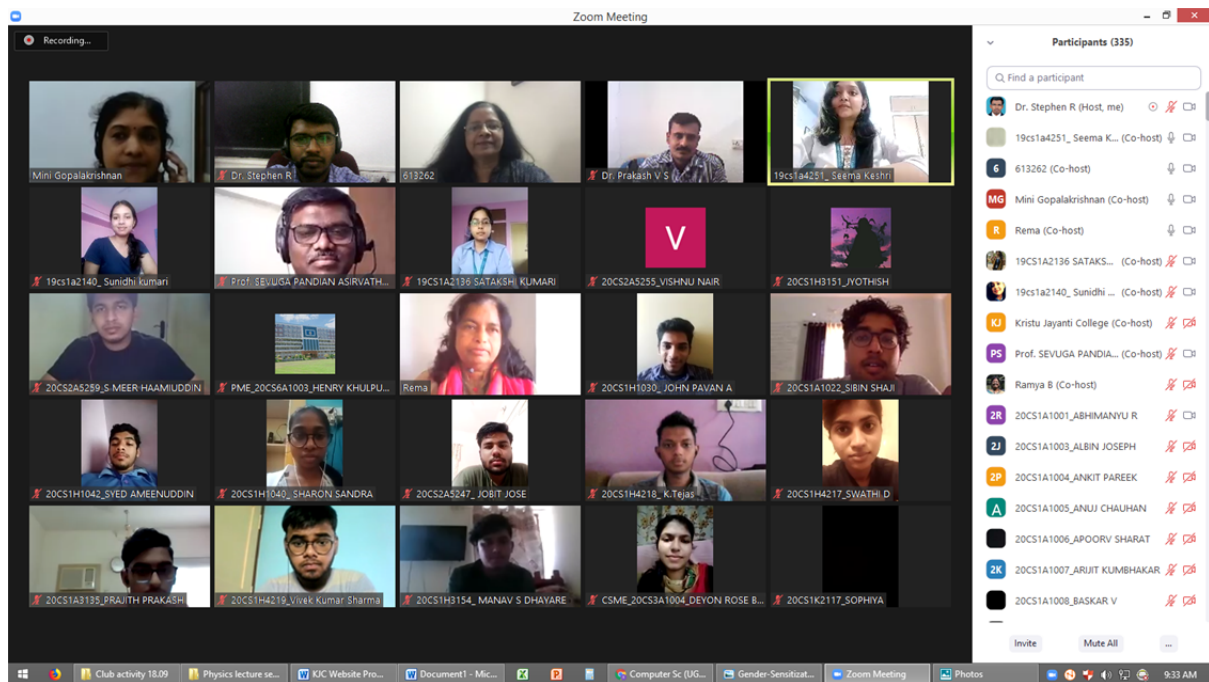 Zoom Meeting
Recording...
Mini Gopalakrishnan
Dr. Stephen R
613262
Dr. Prakash V S
19cs1a4251_ Seema Keshri
19cs1a2140_ Sunidhi kumari
Prof. SEVUGA PANDIAN ASIRVATH...
19CS1A2136 SATAKSHI KUMARI
V
20CS2A5255_VISHNU NAIR
20CS1H3151_JYOTHISH
20CS2A5259_S MEER HAAMIUDDIN
PME_20CS6A1003_HENRY KHULPU...
Rema
20CS1H1030_ JOHN PAVAN A
20CS1A1022_SIBIN SHAJI
20CS1H1042_SYED AMEENUDDIN
20CS1H1040_ SHARON SANDRA
20CS2A5247_ JOBIT JOSE
20CS1H4218_ K.Tejas
20CS1H4217_SWATHI D
20CS1A3135_PRAJITH PRAKASH
20CS1H4219_Vivek Kumar Sharma
20CS1H3154_ MANAV S DHAYARE
CSME_20CS3A1004_DEYON ROSE B...
20CS1K2117_SOPHIYA
Participants (335)
Find a participant
Dr. Stephen R (Host, me)
19cs1a4251_ Seema K... (Co-host)
6 613262 (Co-host)
MG Mini Gopalakrishnan (Co-host)
R Rema (Co-host)
19CS1A2136 SATAKS... (Co-host)
19cs1a2140_ Sunidhi ... (Co-host)
KJ Kristu Jayanti College (Co-host)
PS Prof. SEVUGA PANDIA... (Co-host)
Ramya B (Co-host)
2R 20CS1A1001_ABHIMANYU R
2J 20CS1A1003_ALBIN JOSEPH
2P 20CS1A1004_ANKIT PAREEK
A 20CS1A1005_ANUJ CHAUHAN
20CS1A1006_APOORV SHARAT
2K 20CS1A1007_ARIJIT KUMBHAKAR
20CS1A1008_BASKAR V
Invite Mute All ...
Club activity 18.09 Physics lecture se... KJC Website Pro... Document1 - Mic... Computer Sc (UG... Gender-Sensitizat... Zoom Meeting Photos 9:33 AM